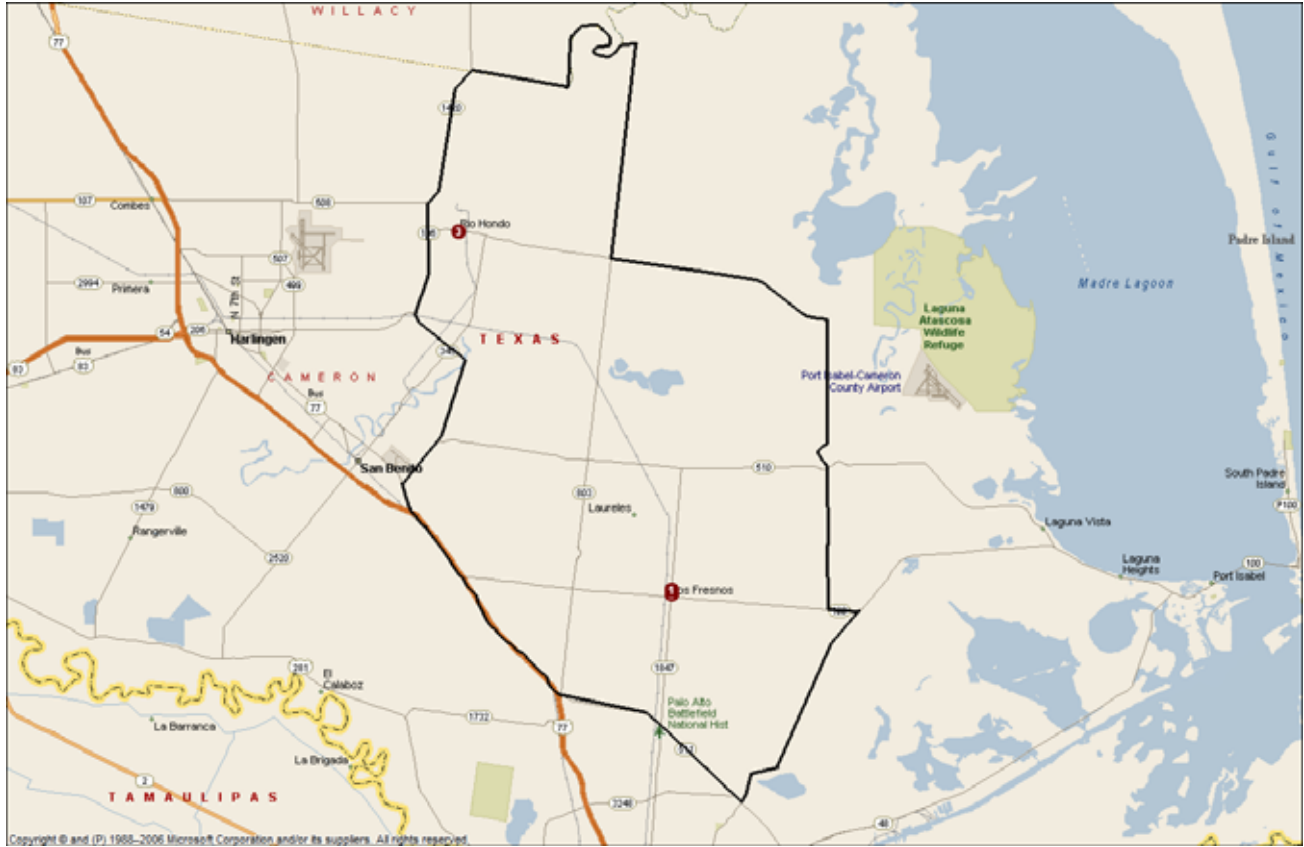 WILLACY
77
1420
107
Combes
508
106
3
Rio Hondo
Gulf of Mexico
Padre Island
507
499
2994
Primera
N 7th St
Madre Lagoon
54
206
Harlingen
TEXAS
Laguna
Atascosa
Wildlife
Refuge
Bus
83
83
345
CAMERON
Port Isabel-Cameron
County Airport
Bus
77
San Benito
510
South Padre
Island
800
803
1479
Laureles
P100
Rangerville
Laguna Vista
2520
Laguna
Heights
100
Port Isabel
1
Los Fresnos
100
281
El
Calaboz
1847
1732
77
Palo Alto
Battlefield
National Hist
La Barranca
511
La Brigada
2
TAMAULIPAS
3248
48
Copyright © and (P) 1988–2006 Microsoft Corporation and/or its suppliers. All rights reserved.